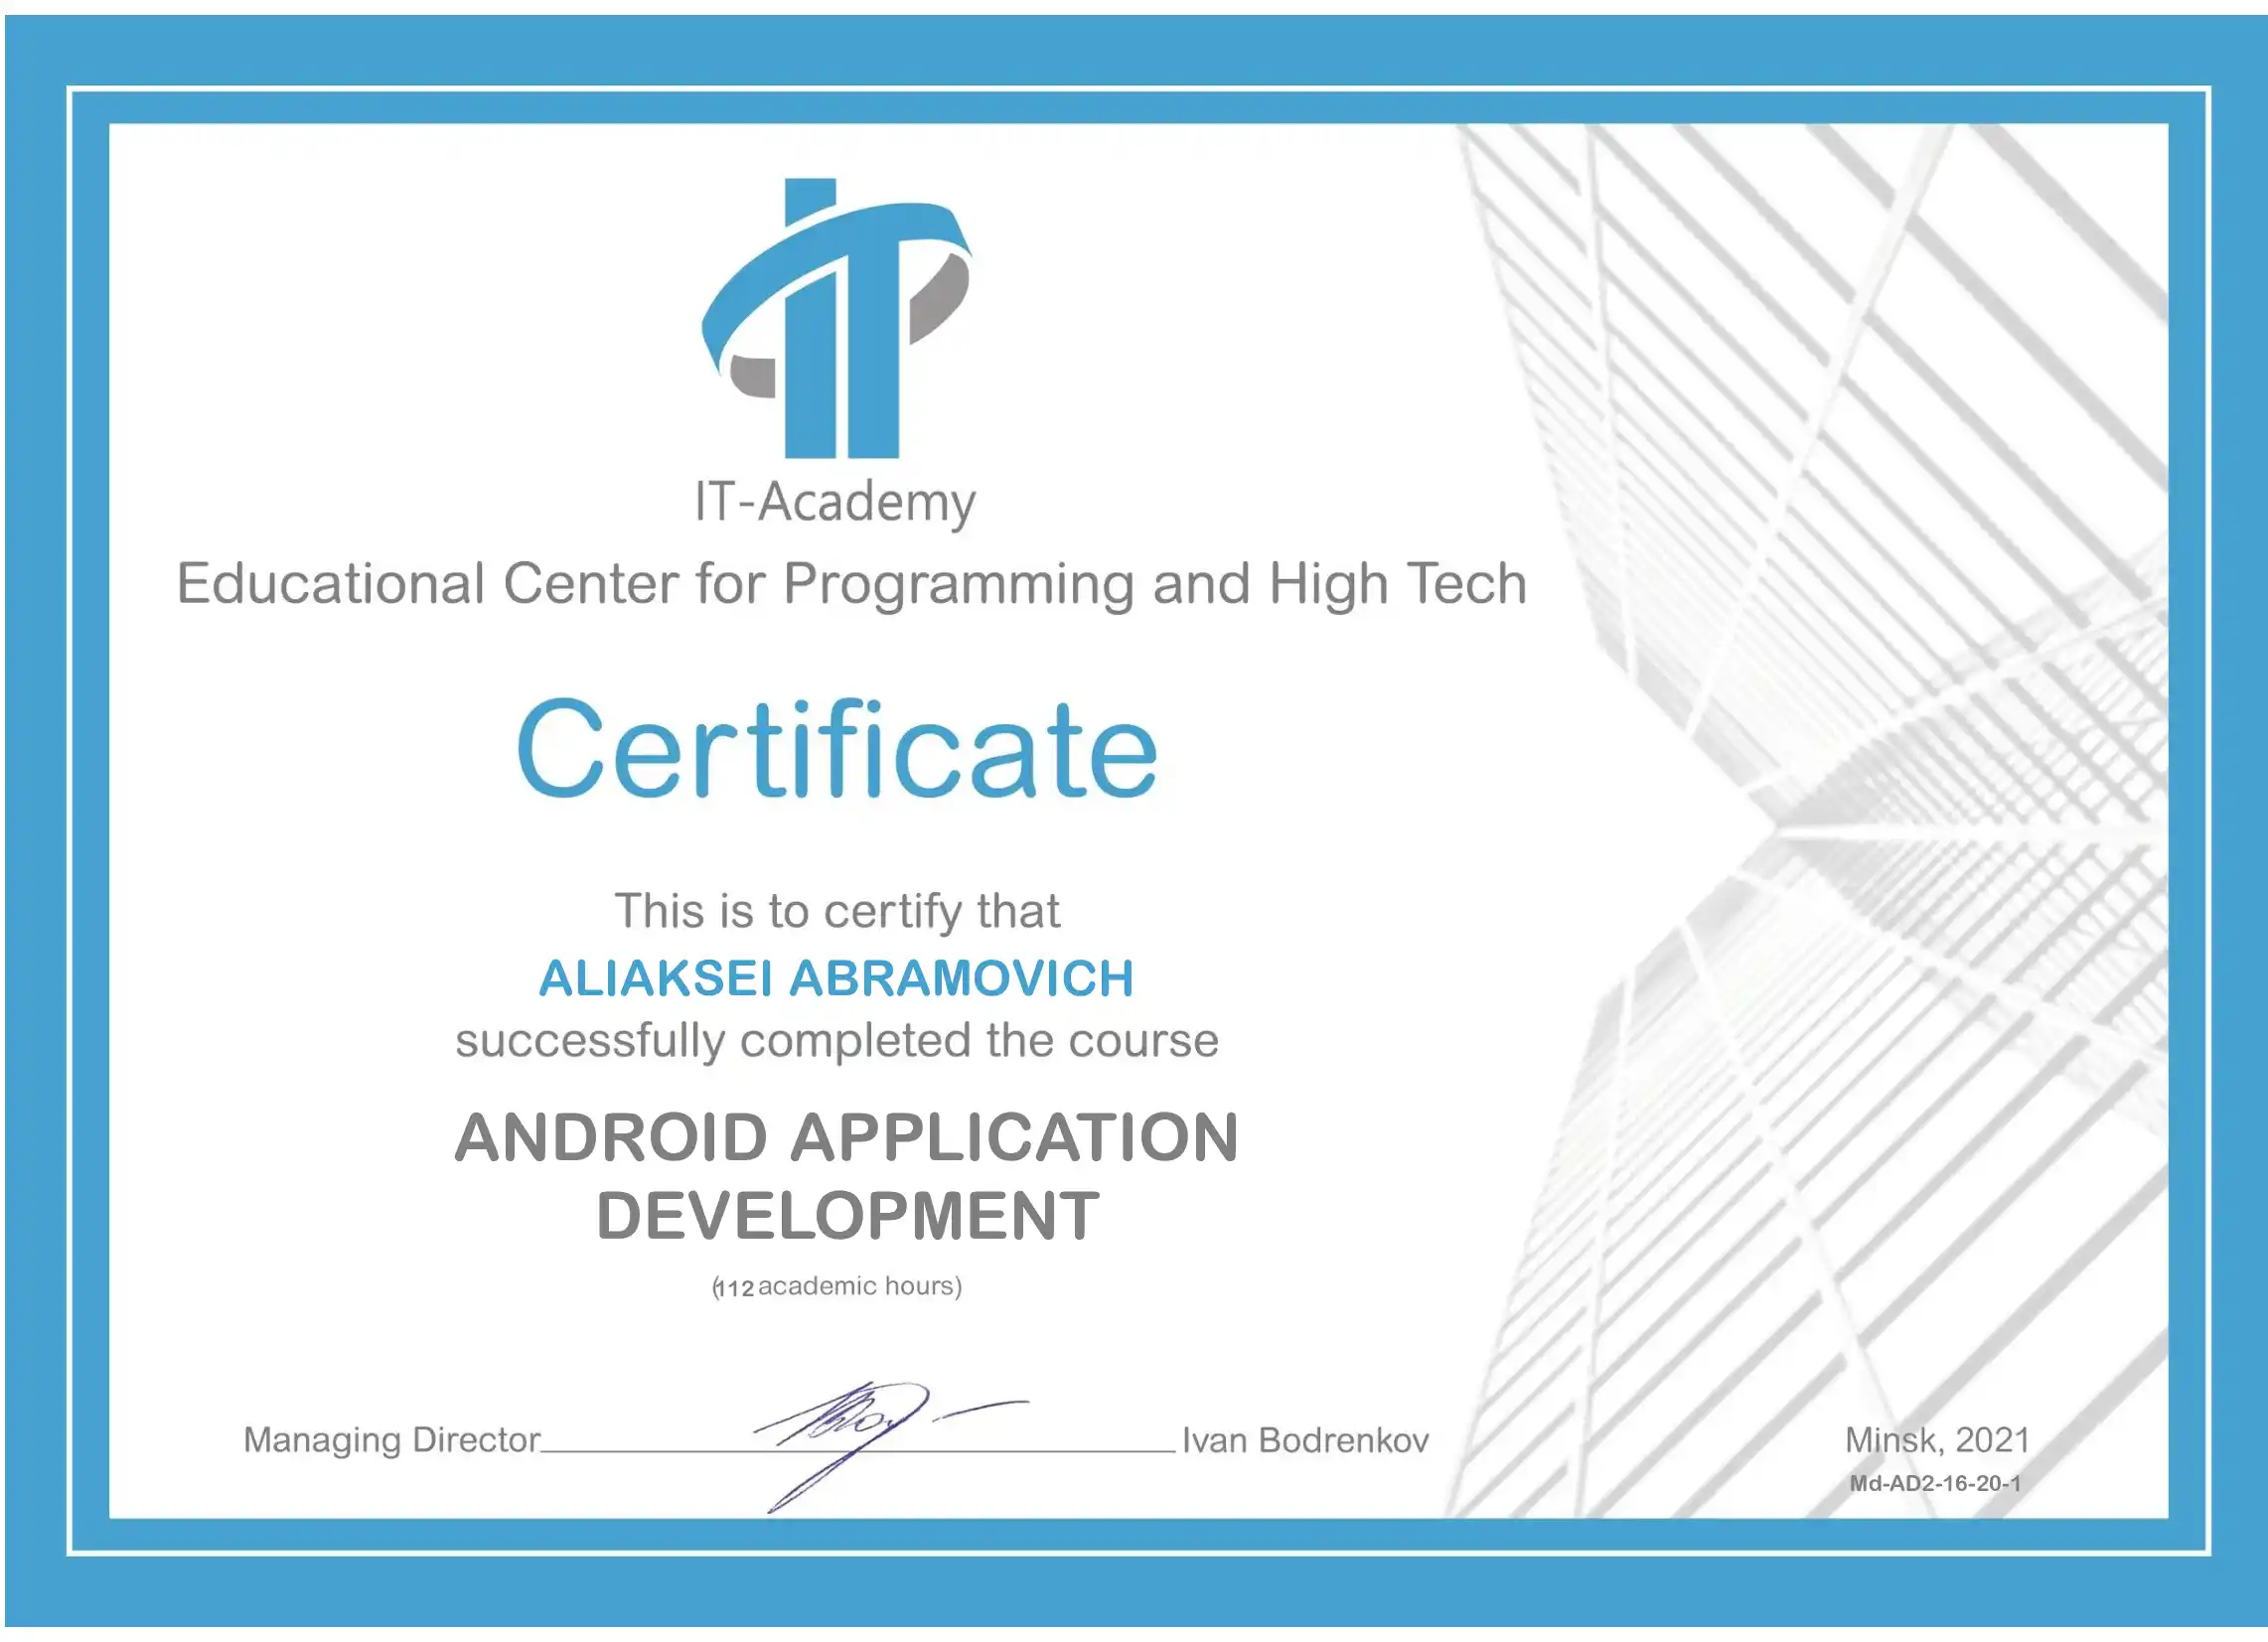 IT-Academy
Educational Center for Programming and High Tech
Certificate
This is to certify that
ALIAKSEI ABRAMOVICH
successfully completed the course
ANDROID APPLICATION
DEVELOPMENT
(112 academic hours)
Managing Director Ivan Bodrenkov Minsk, 2021
Md-AD2-16-20-1